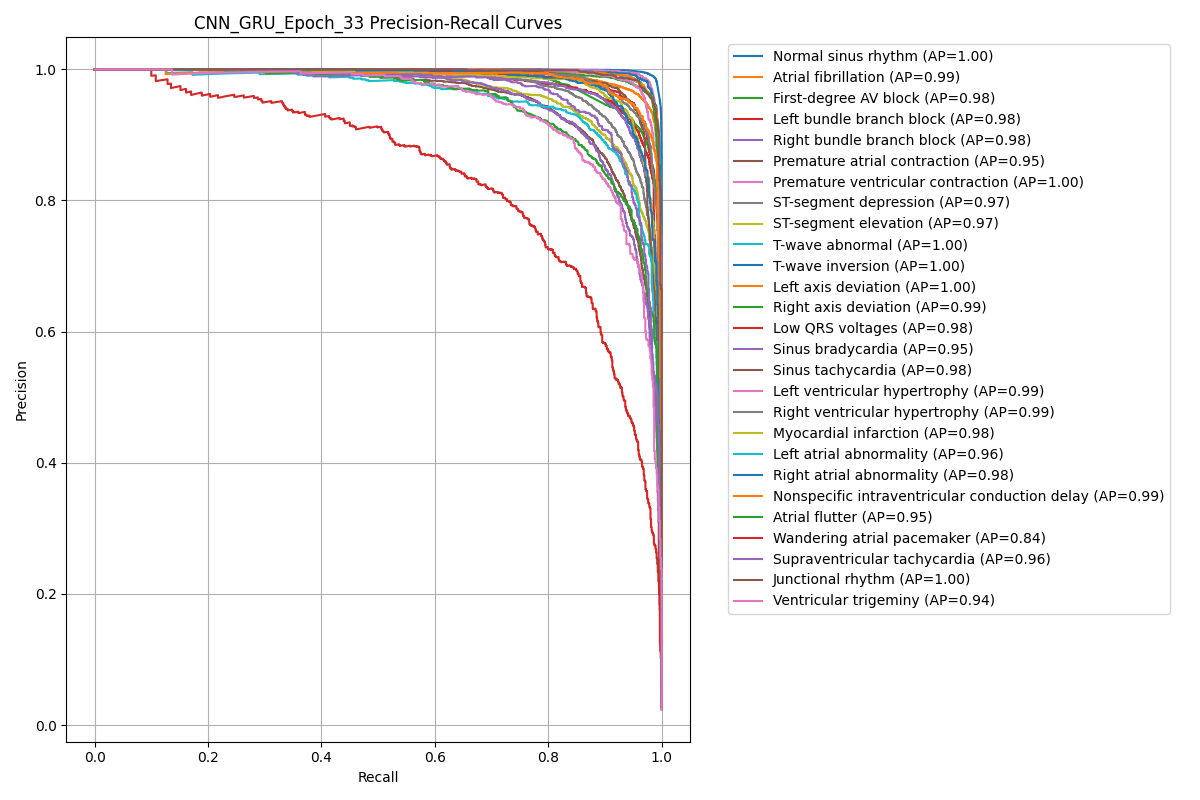 CNN_GRU_Epoch_33 Precision-Recall Curves
1.0
0.8
0.6
0.4
0.2
0.0
Precision
0.0 0.2 0.4 0.6 0.8 1.0
Recall
Normal sinus rhythm (AP=1.00)
Atrial fibrillation (AP=0.99)
First-degree AV block (AP=0.98)
Left bundle branch block (AP=0.98)
Right bundle branch block (AP=0.98)
Premature atrial contraction (AP=0.95)
Premature ventricular contraction (AP=1.00)
ST-segment depression (AP=0.97)
ST-segment elevation (AP=0.97)
T-wave abnormal (AP=1.00)
T-wave inversion (AP=1.00)
Left axis deviation (AP=1.00)
Right axis deviation (AP=0.99)
Low QRS voltages (AP=0.98)
Sinus bradycardia (AP=0.95)
Sinus tachycardia (AP=0.98)
Left ventricular hypertrophy (AP=0.99)
Right ventricular hypertrophy (AP=0.99)
Myocardial infarction (AP=0.98)
Left atrial abnormality (AP=0.96)
Right atrial abnormality (AP=0.98)
Nonspecific intraventricular conduction delay (AP=0.99)
Atrial flutter (AP=0.95)
Wandering atrial pacemaker (AP=0.84)
Supraventricular tachycardia (AP=0.96)
Junctional rhythm (AP=1.00)
Ventricular trigeminy (AP=0.94)